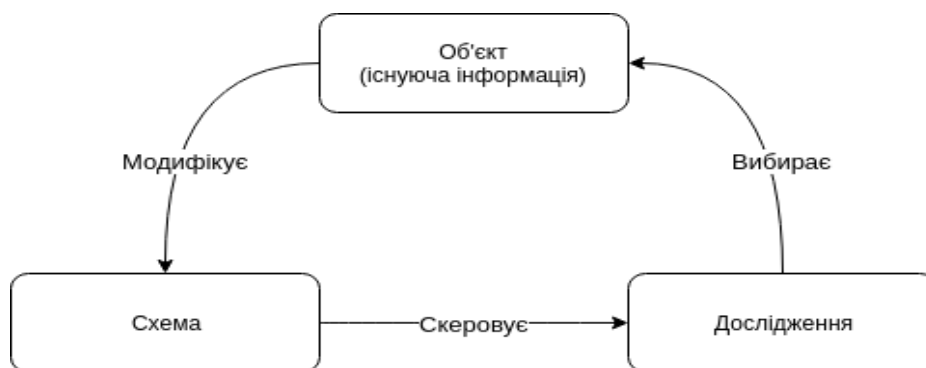 Об'єкт
(існуюча інформація)
Модифікує
Вибирає
Схема
Скеровує
Дослідження